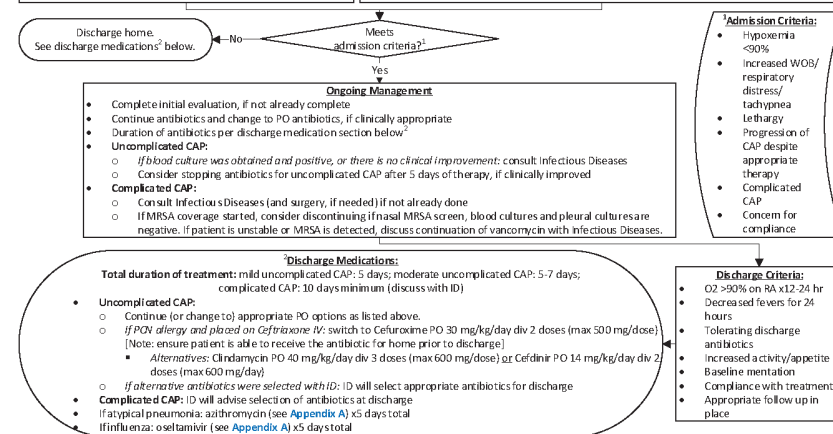 Discharge home.
See discharge medications2 below.
No
Meets
admission criteria?1
Yes
1Admission Criteria:
• Hypoxemia
<90%
• Increased WOB/
respiratory
distress/
tachypnea
• Lethargy
• Progression of
CAP despite
appropriate
therapy
• Complicated
CAP
• Concern for
compliance
Ongoing Management
• Complete initial evaluation, if not already complete
• Continue antibiotics and change to PO antibiotics, if clinically appropriate
• Duration of antibiotics per discharge medication section below2
• Uncomplicated CAP:
o If blood culture was obtained and positive, or there is no clinical improvement: consult Infectious Diseases
o Consider stopping antibiotics for uncomplicated CAP after 5 days of therapy, if clinically improved
• Complicated CAP:
o Consult Infectious Diseases (and surgery, if needed) if not already done
o If MRSA coverage started, consider discontinuing if nasal MRSA screen, blood cultures and pleural cultures are
negative. If patient is unstable or MRSA is detected, discuss continuation of vancomycin with Infectious Diseases.
2Discharge Medications:
Total duration of treatment: mild uncomplicated CAP: 5 days; moderate uncomplicated CAP: 5-7 days;
complicated CAP: 10 days minimum (discuss with ID)
• Uncomplicated CAP:
o Continue (or change to) appropriate PO options as listed above.
o If PCN allergy and placed on Ceftriaxone IV: switch to Cefuroxime PO 30 mg/kg/day div 2 doses (max 500 mg/dose)
[Note: ensure patient is able to receive the antibiotic for home prior to discharge]
▪ Alternatives: Clindamycin PO 40 mg/kg/day div 3 doses (max 600 mg/dose) or Cefdinir PO 14 mg/kg/day div 2
doses (max 600 mg/day)
o If alternative antibiotics were selected with ID: ID will select appropriate antibiotics for discharge
• Complicated CAP: ID will advise selection of antibiotics at discharge
• If atypical pneumonia: azithromycin (see Appendix A) x5 days total
• If influenza: oseltamivir (see Appendix A) x5 days total
Discharge Criteria:
• O2 >90% on RA x12-24 hr
• Decreased fevers for 24
hours
• Tolerating discharge
antibiotics
• Increased activity/appetite
• Baseline mentation
• Compliance with treatment
• Appropriate follow up in
place